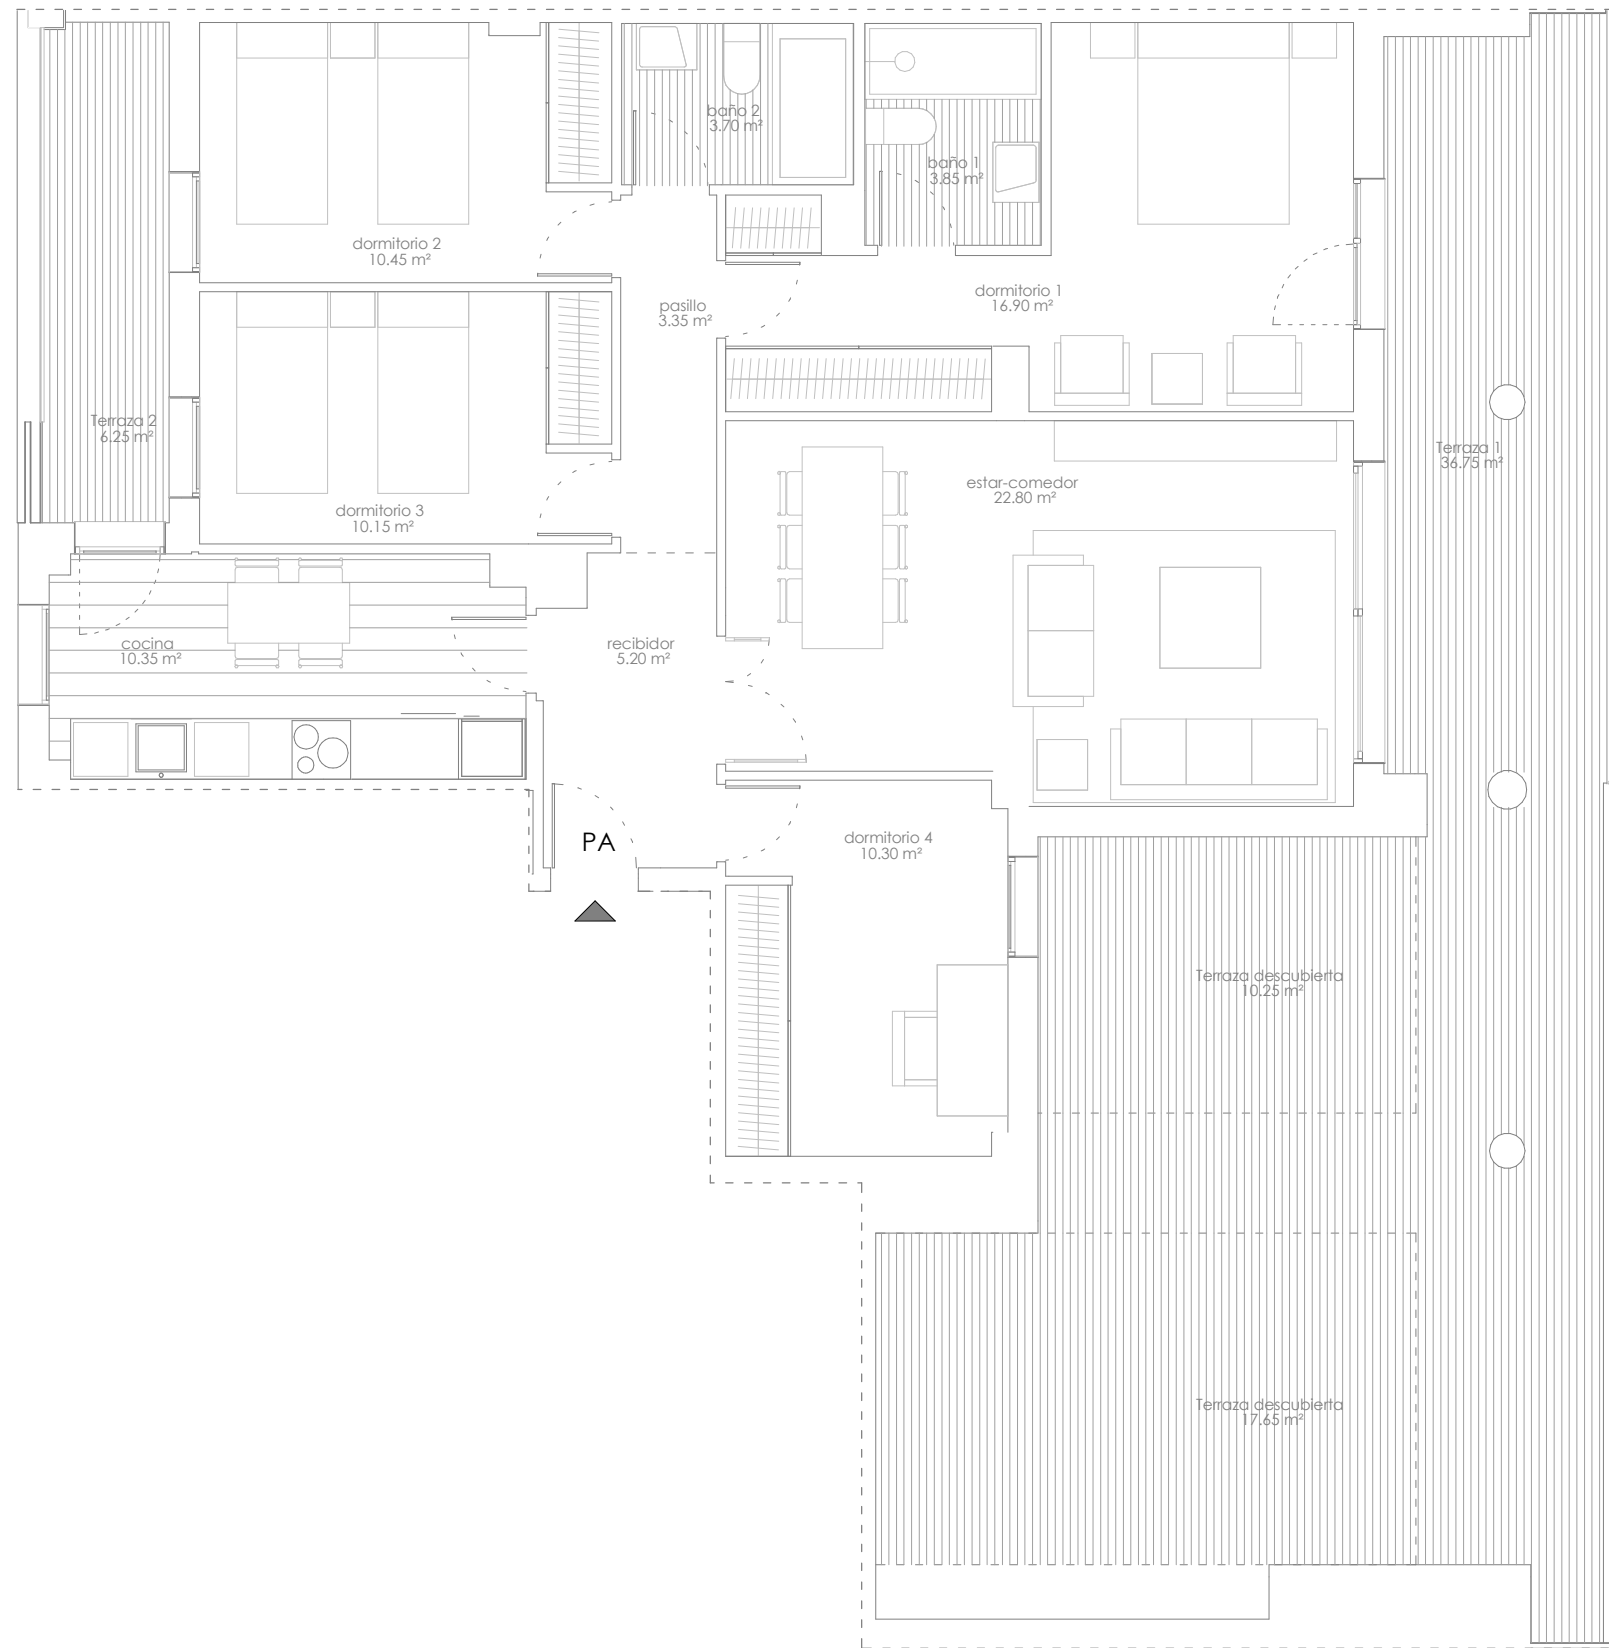 baño 2
3.70 m²
baño 1
3.85 m²
dormitorio 2
10.45 m²
dormitorio 1
16.90 m²
pasillo
3.35 m²
Terraza 2
6.25 m²
Terraza 1
36.75 m²
estar-comedor
22.80 m²
dormitorio 3
10.15 m²
cocina
10.35 m²
recibidor
5.20 m²
PA
dormitorio 4
10.30 m²
Terraza descubierta
10.25 m²
Terraza descubierta
17.65 m²